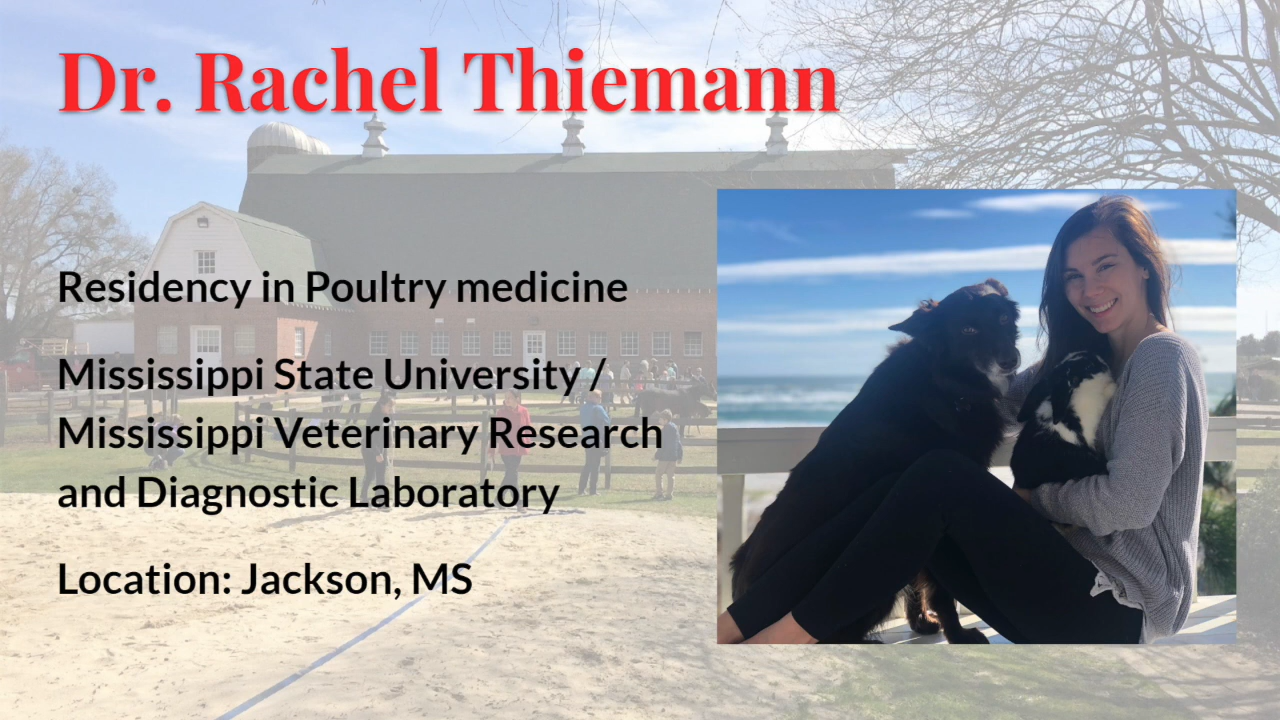 Dr. Rachel Thiemann
Residency in Poultry medicine
Mississippi State University /
Mississippi Veterinary Research
and Diagnostic Laboratory
Location: Jackson, MS